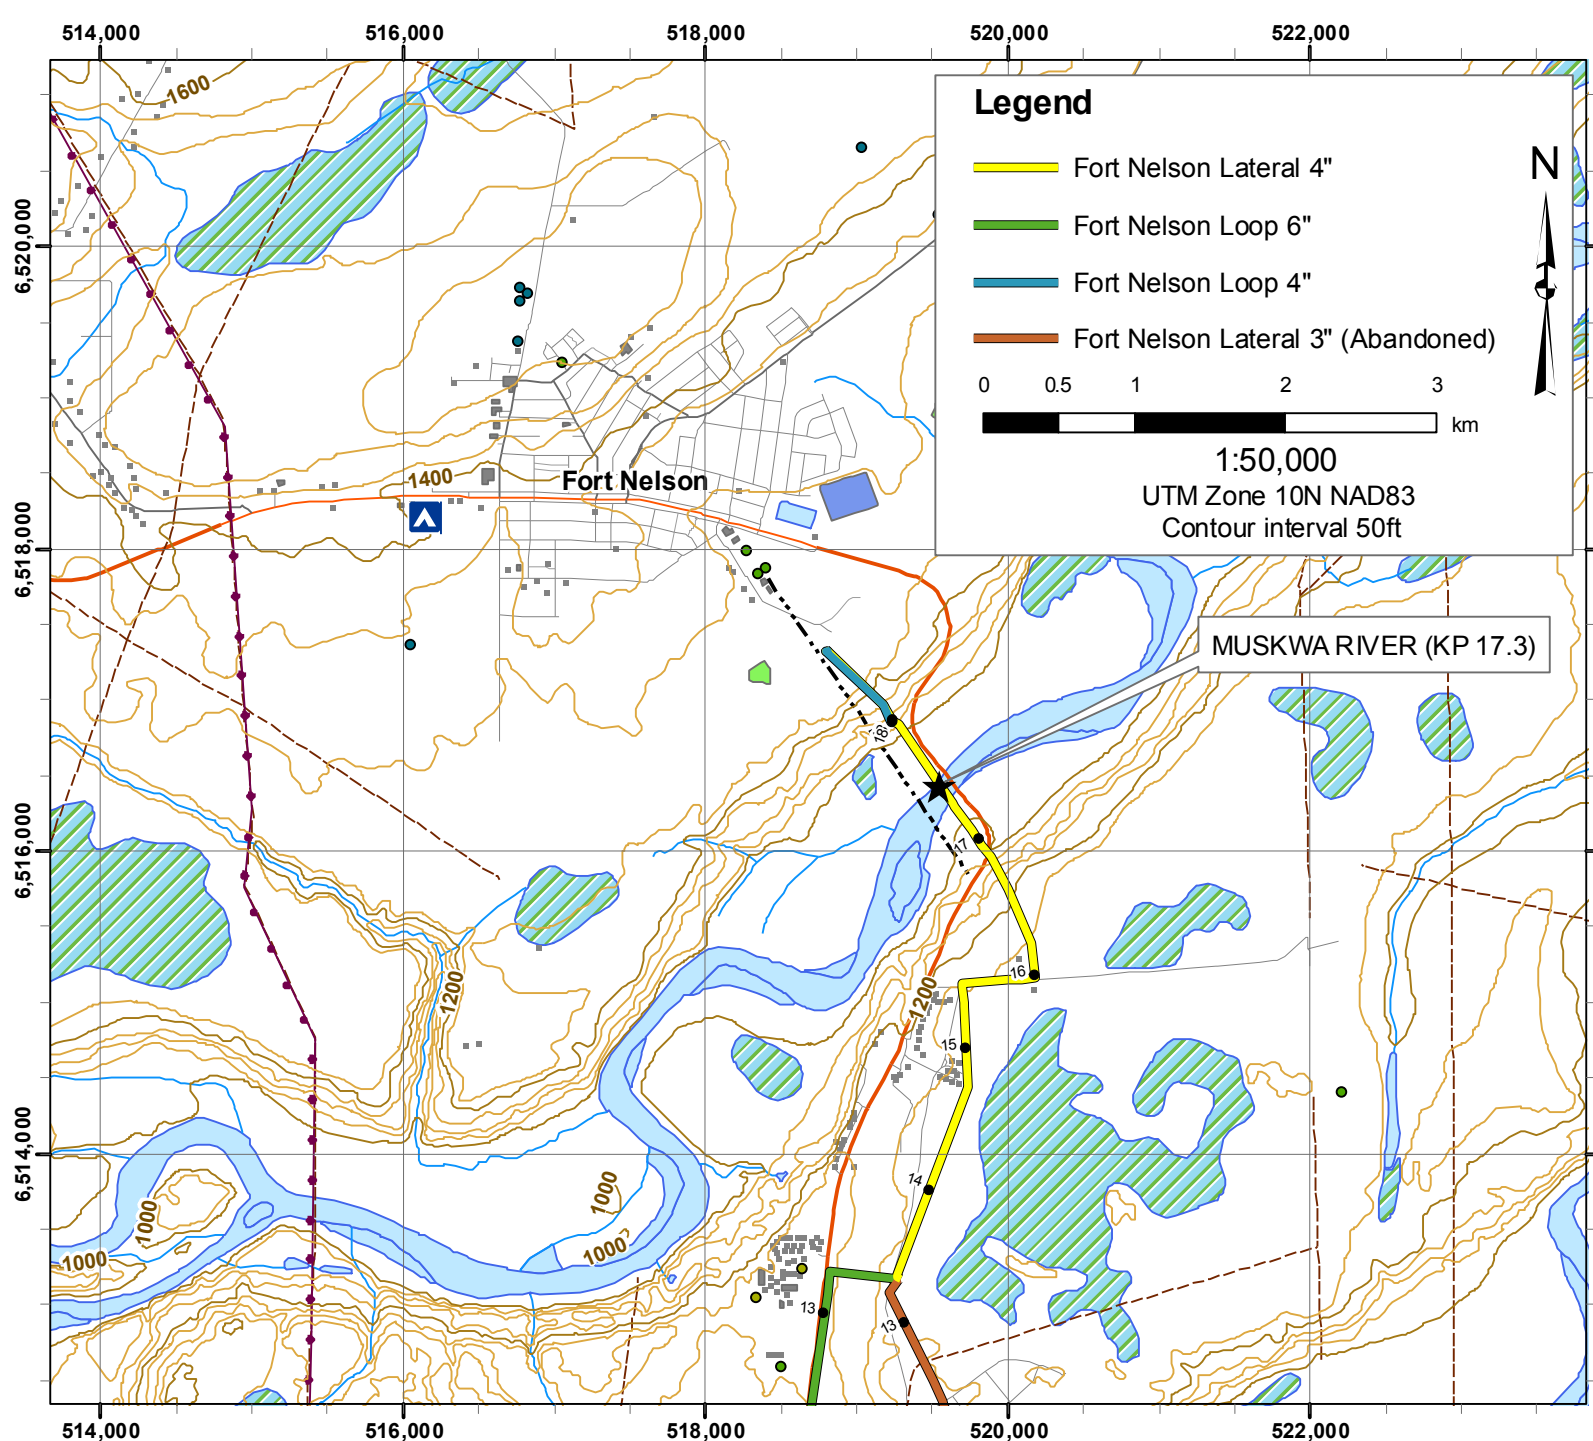 514,000
516,000
518,000
520,000
522,000
1600
Legend
Fort Nelson Lateral 4"
Fort Nelson Loop 6"
Fort Nelson Loop 4"
Fort Nelson Lateral 3" (Abandoned)
0 0.5 1 2 3
km
1:50,000
UTM Zone 10N NAD83
Contour interval 50ft
N
6,520,000
1400
Fort Nelson
6,518,000
MUSKWA RIVER (KP 17.3)
18
17
6,516,000
16
1200
1200
15
6,514,000
14
1000
1000
1000
1000
13
13
514,000
516,000
518,000
520,000
522,000